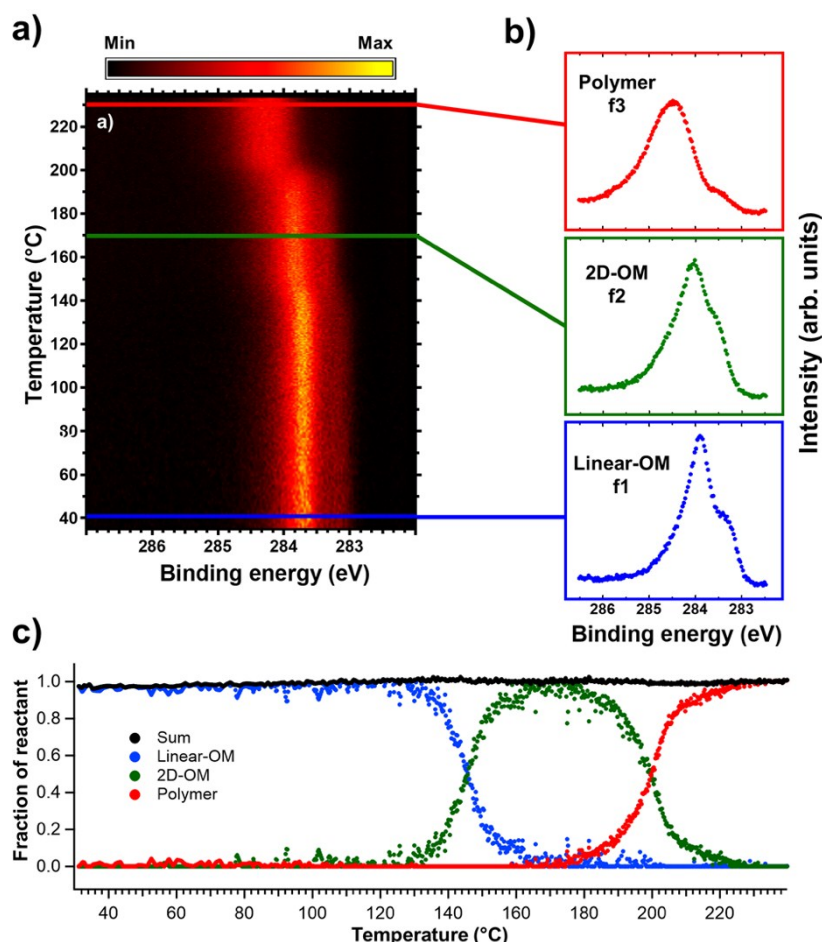 a)
Min Max
a)
220
200
180
160
140
120
100
80
60
40
Temperature (°C)
286 285 284 283
Binding energy (eV)
b)
Polymer
f3
2D-OM
f2
Linear-OM
f1
286 285 284 283
Binding energy (eV)
Intensity (arb. units)
c)
1.0
0.8
0.6
0.4
0.2
0.0
Fraction of reactant
Sum
Linear-OM
2D-OM
Polymer
40 60 80 100 120 140 160 180 200 220
Temperature (°C)